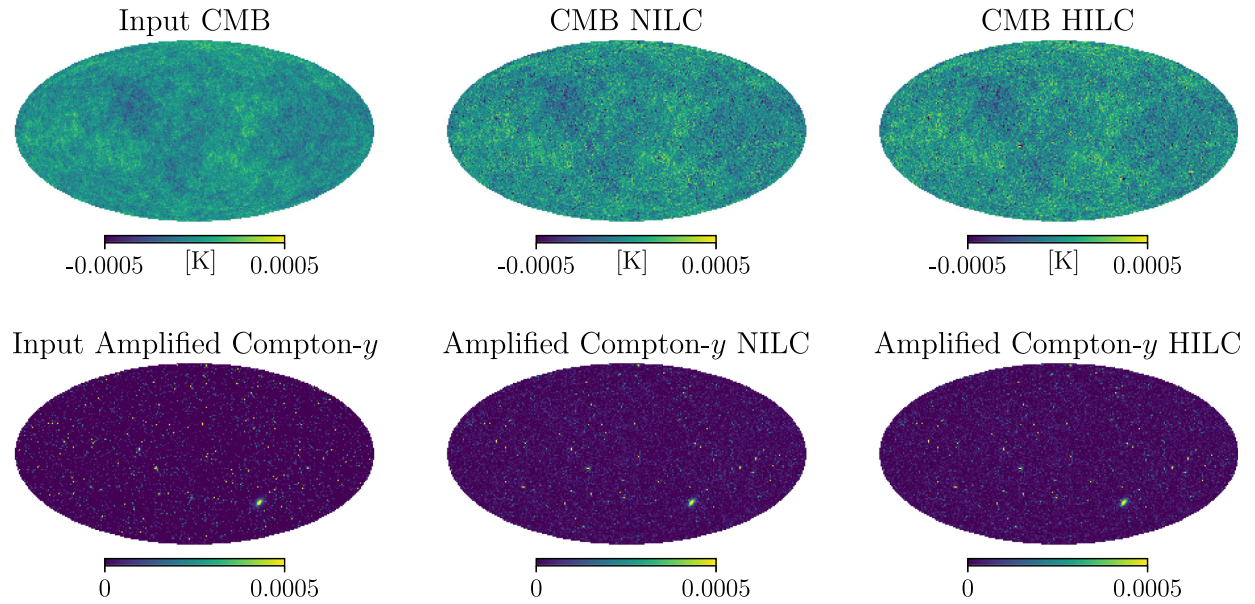 Input CMB
CMB NILC
CMB HILC
-0.0005 [K] 0.0005
-0.0005 [K] 0.0005
-0.0005 [K] 0.0005
Input Amplified Compton-y
Amplified Compton-y NILC
Amplified Compton-y HILC
0 0.0005
0 0.0005
0 0.0005